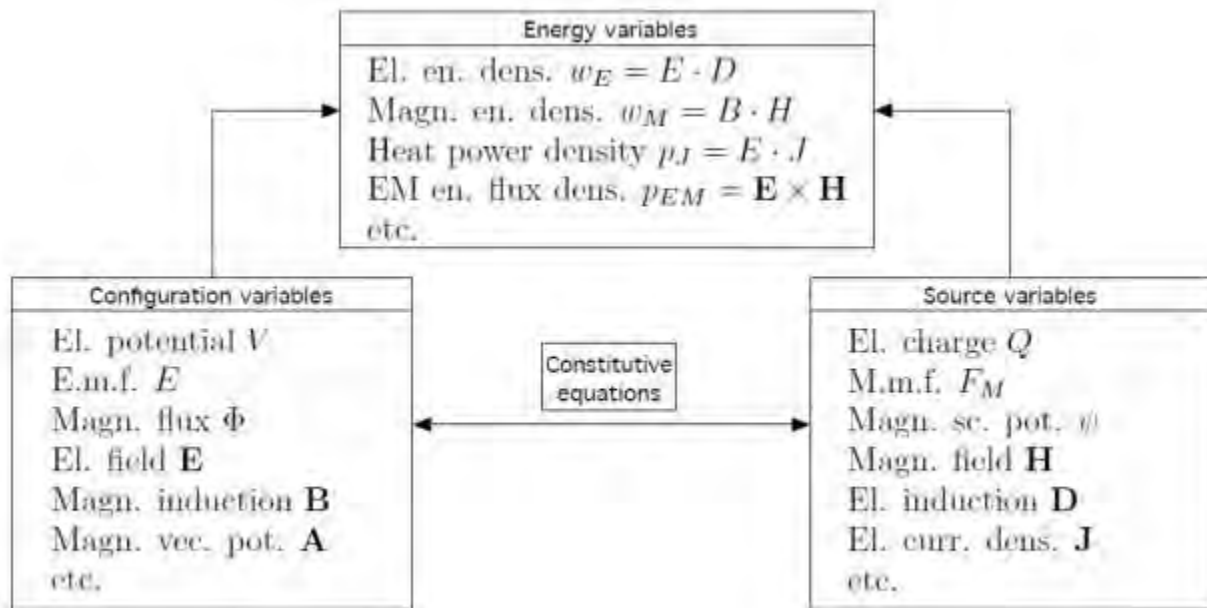 Energy variables
El. en. dens. w_E = E · D
Magn. en. dens. w_M = B · H
Heat power density p_J = E · J
EM en. flux dens. p_EM = E × H
etc.
Configuration variables
El. potential V
E.m.f. E
Magn. flux Φ
El. field E
Magn. induction B
Magn. vec. pot. A
etc.
Constitutive
equations
Source variables
El. charge Q
M.m.f. F_M
Magn. sc. pot. ψ
Magn. field H
El. induction D
El. curr. dens. J
etc.